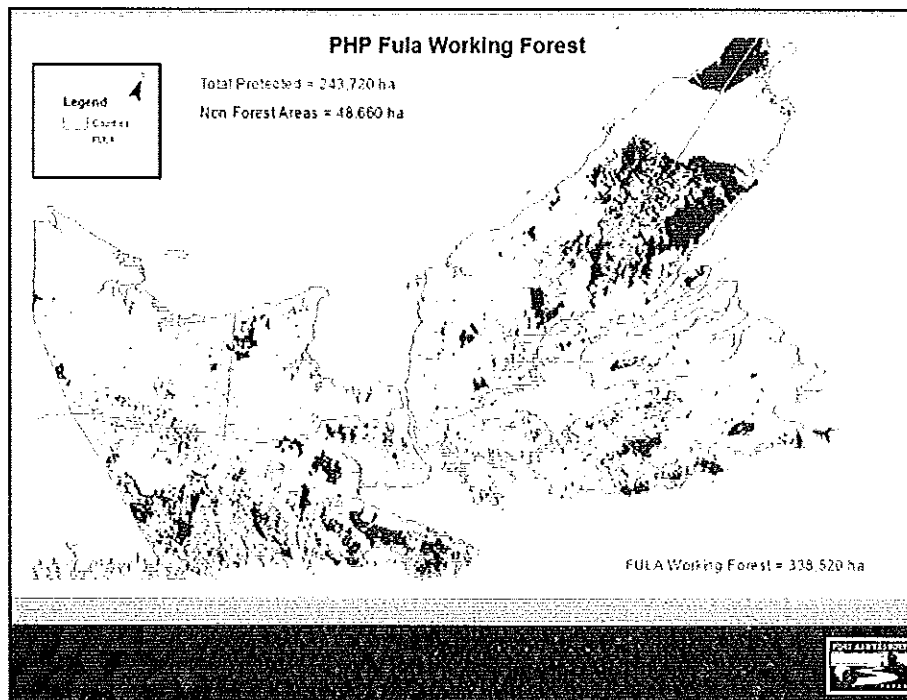 PHP Fula Working Forest
Total Protected = 243,720 ha
Non Forest Areas = 48,660 ha
Legend
FULA
FULA Working Forest = 338,520 ha